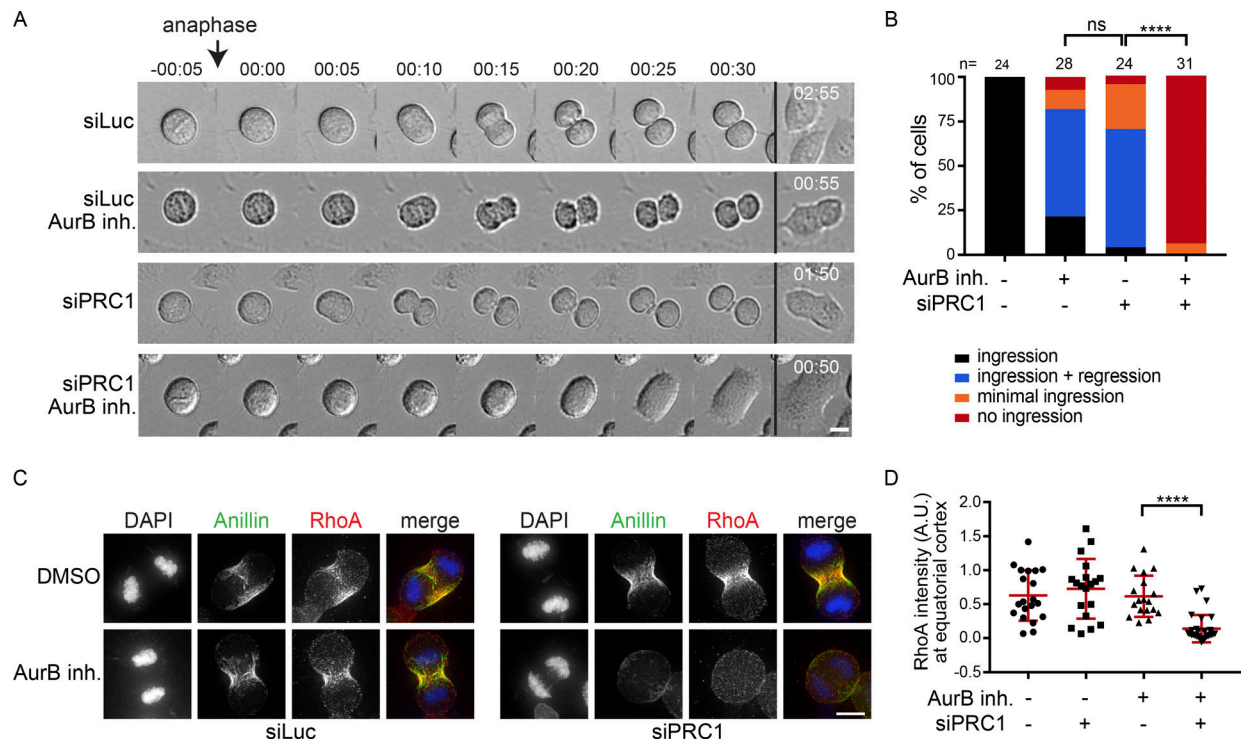 A
anaphase
-00:05 00:00 00:05 00:10 00:15 00:20 00:25 00:30
siLuc
02:55
siLuc
AurB inh.
00:55
siPRC1
01:50
siPRC1
AurB inh.
00:50
B
ns ****
n= 24 28 24 31
100
75
50
25
0
% of cells
AurB inh. - + - +
siPRC1 - - + +
ingression
ingression + regression
minimal ingression
no ingression
C
DAPI Anillin RhoA merge DAPI Anillin RhoA merge
DMSO
AurB inh.
siLuc siPRC1
D
****
2.0
1.5
1.0
0.5
0.0
-0.5
RhoA intensity (A.U.)
at equatorial cortex
AurB inh. - - + +
siPRC1 - + - +